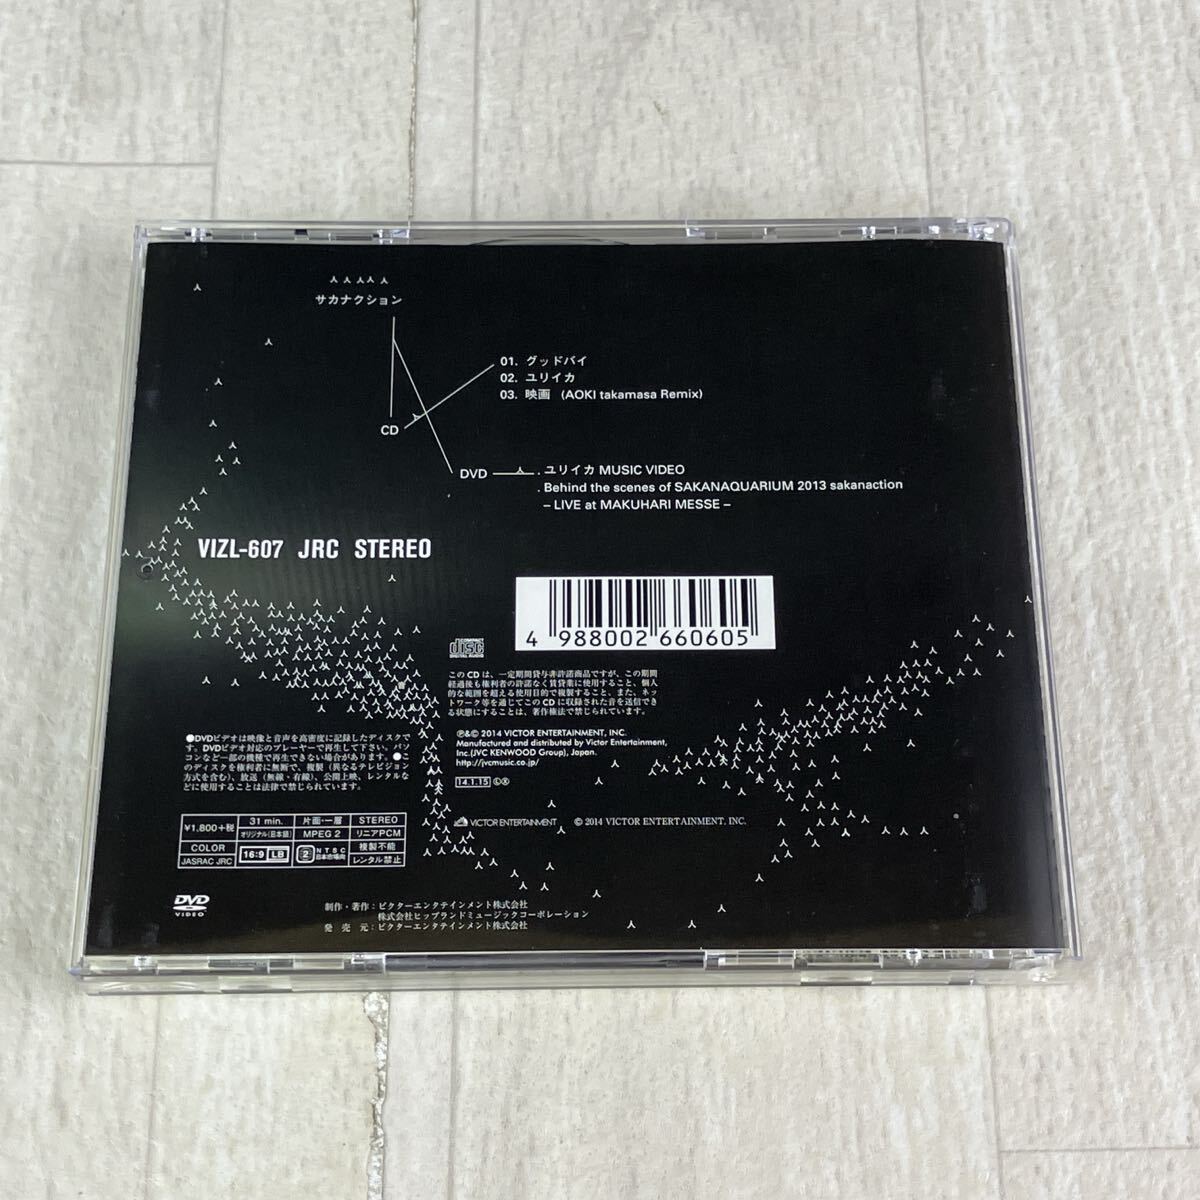 サカナクション
01. グッドバイ
02. ユリイカ
03. 映画 (AOKI takamasa Remix)
CD
DVD
. ユリイカ MUSIC VIDEO
. Behind the scenes of SAKANAQUARIUM 2013 sakanaction
– LIVE at MAKUHARI MESSE –
VIZL-607 JRC STEREO
4 988002 660605
COMPACT
disc
DIGITAL AUDIO
このCDは、一定期間貸与非許諾商品ですが、この期間
経過後も権利者の許諾なく賃貸業に使用すること、個人
的な範囲を超える使用目的で複製すること、また、ネッ
トワーク等を通じてこのCDに収録された音を送信でき
る状態にすることは、著作権法で禁じられています。
℗&© 2014 VICTOR ENTERTAINMENT, INC.
Manufactured and distributed by Victor Entertainment,
Inc.(JVC KENWOOD Group), Japan.
http://jvcmusic.co.jp/
14.1.15 Ⓛ Ⓧ
●DVDビデオは映像と音声を高密度に記録したディスクで
す。DVDビデオ対応のプレーヤーで再生して下さい。パソ
コンなど一部の機種で再生できない場合があります。●こ
のディスクを権利者に無断で、複製(異なるテレビジョン
方式を含む)、放送(無線・有線)、公開上映、レンタルな
どに使用することは法律で禁じられています。
¥1,800+税 31 min. 片面・一層 STEREO
オリジナル(日本語) MPEG 2 リニアPCM
COLOR 16:9 LB 2 NTSC 日本市場向 複製不能
JASRAC JRC レンタル禁止
VICTOR ENTERTAINMENT © 2014 VICTOR ENTERTAINMENT, INC.
DVD
VIDEO
制作・著作：ビクターエンタテインメント株式会社
株式会社ヒップランドミュージックコーポレーション
発 売 元：ビクターエンタテインメント株式会社